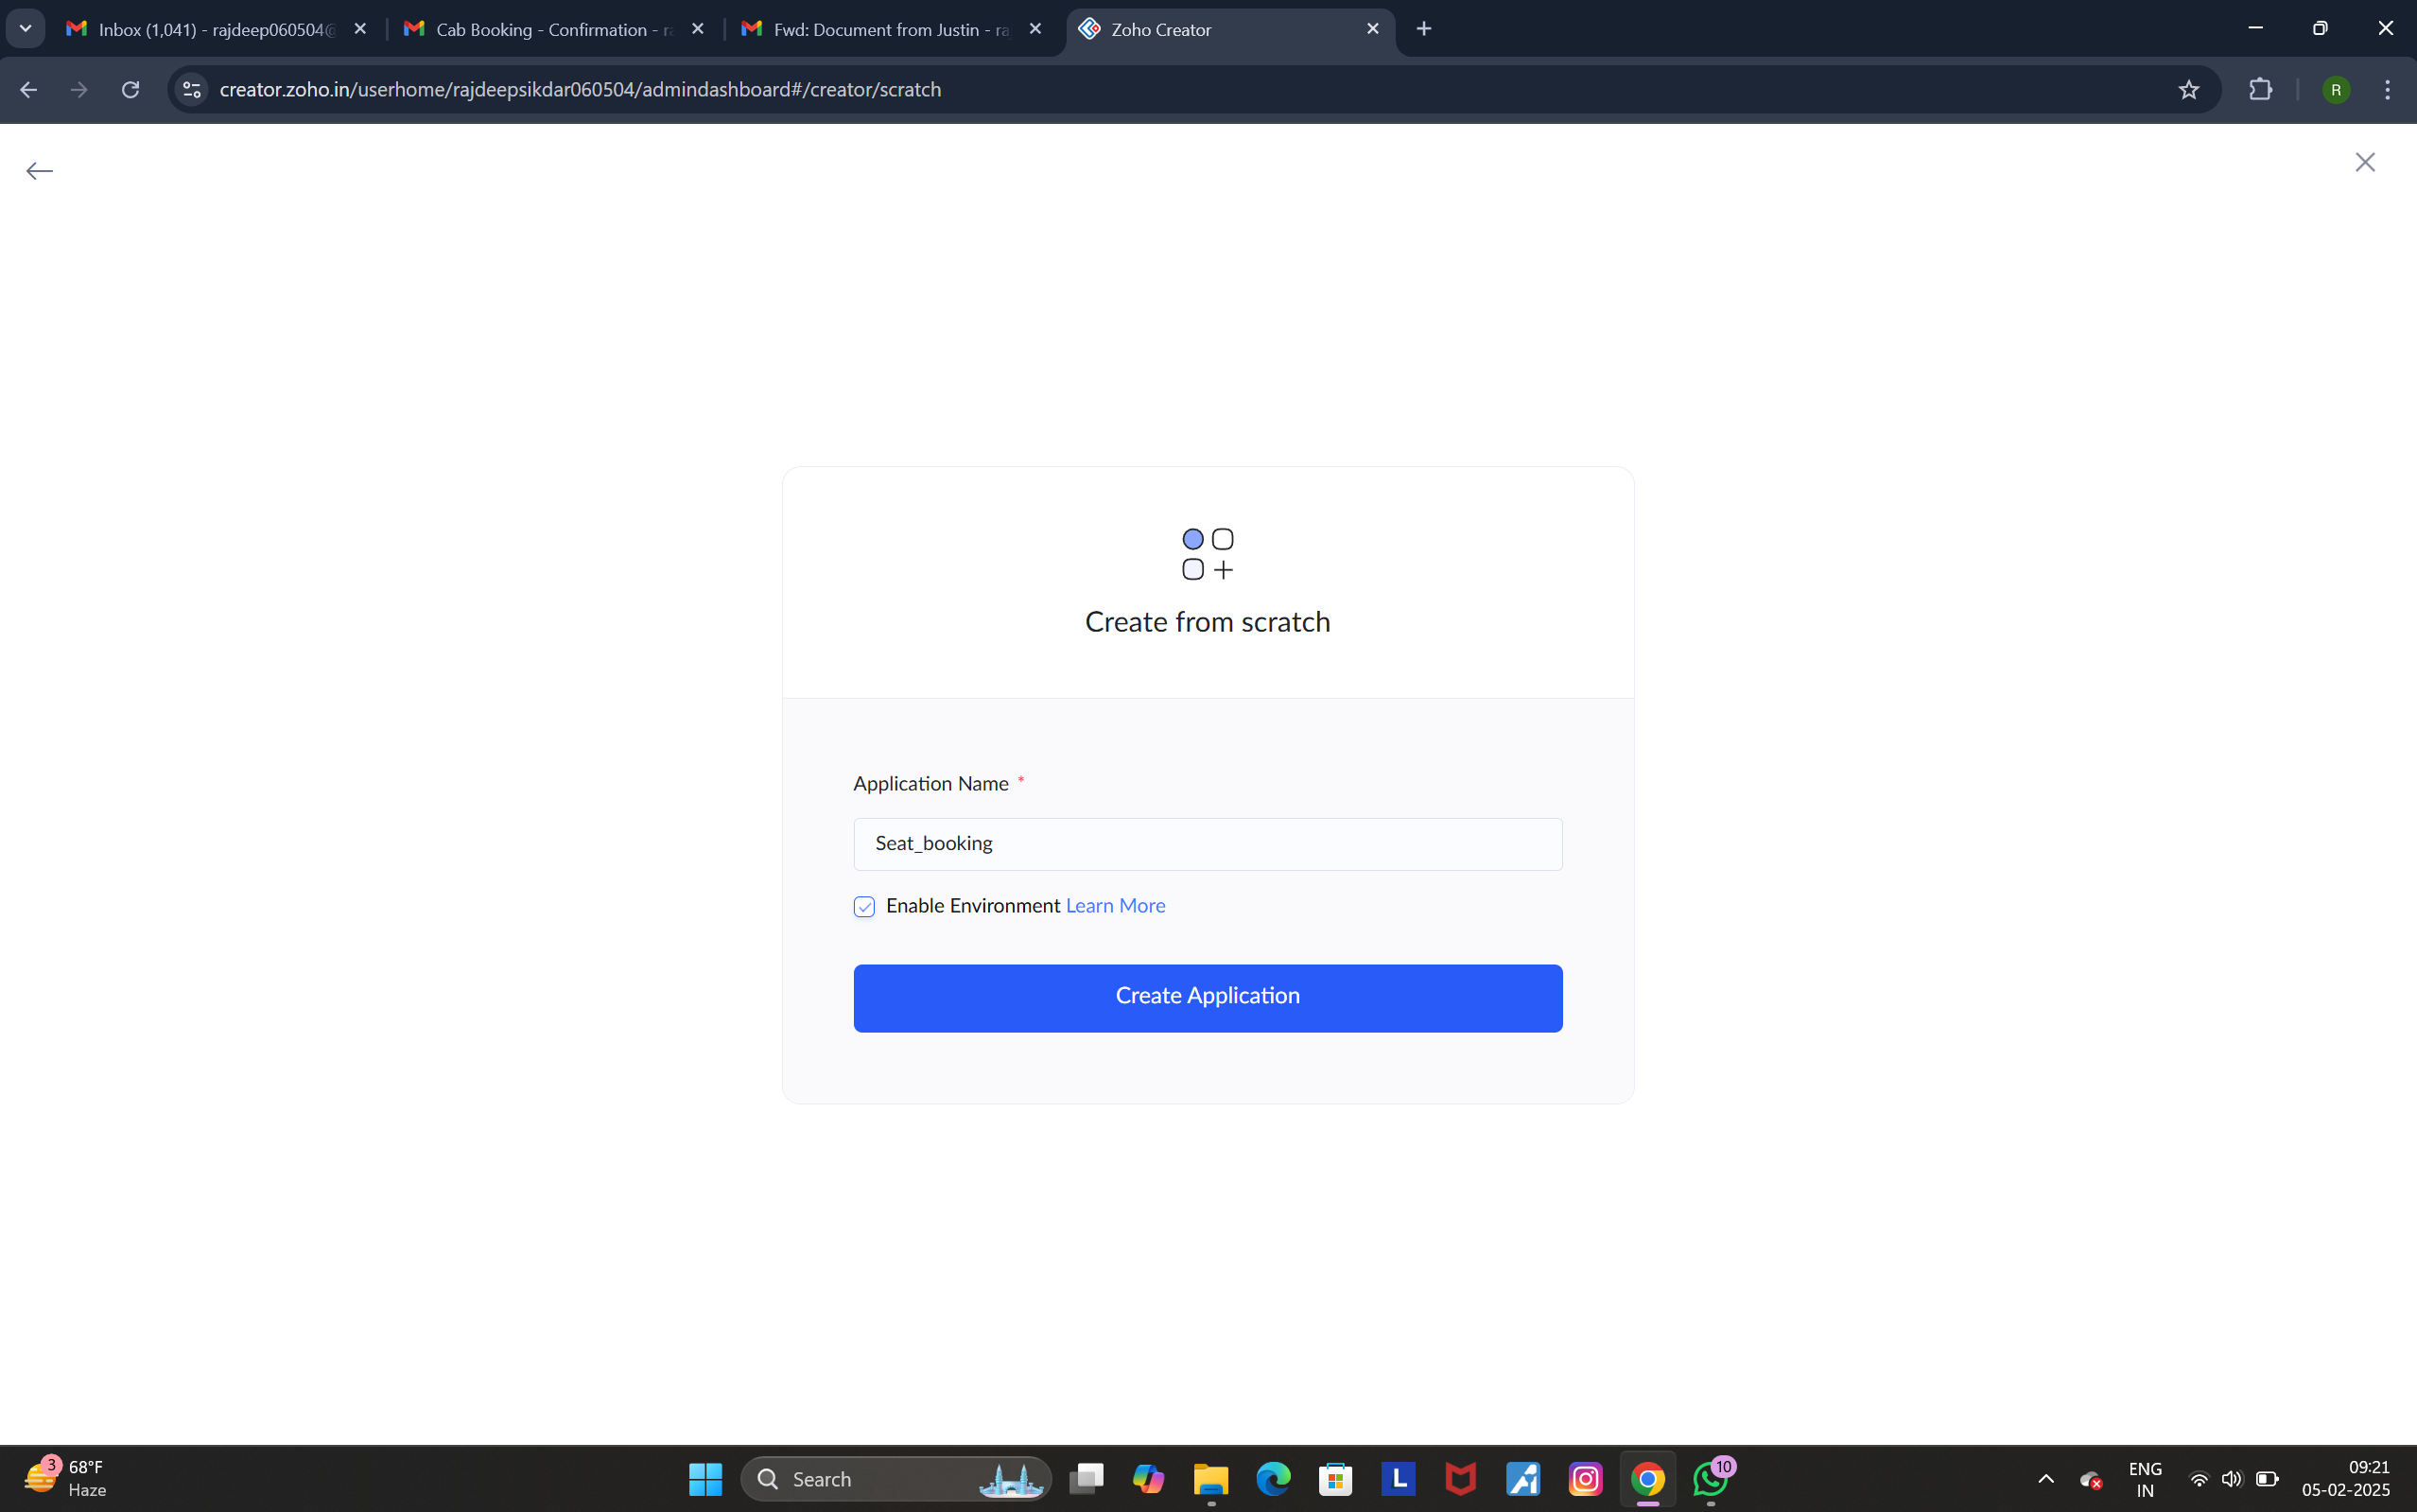 Inbox (1,041) - rajdeep060504@
Cab Booking - Confirmation - ra
Fwd: Document from Justin - ra
Zoho Creator
creator.zoho.in/userhome/rajdeepsikdar060504/admindashboard#/creator/scratch
R
Create from scratch
Application Name *
Seat_booking
Enable Environment Learn More
Create Application
3
68°F
Haze
Search
L
10
ENG
IN
09:21
05-02-2025